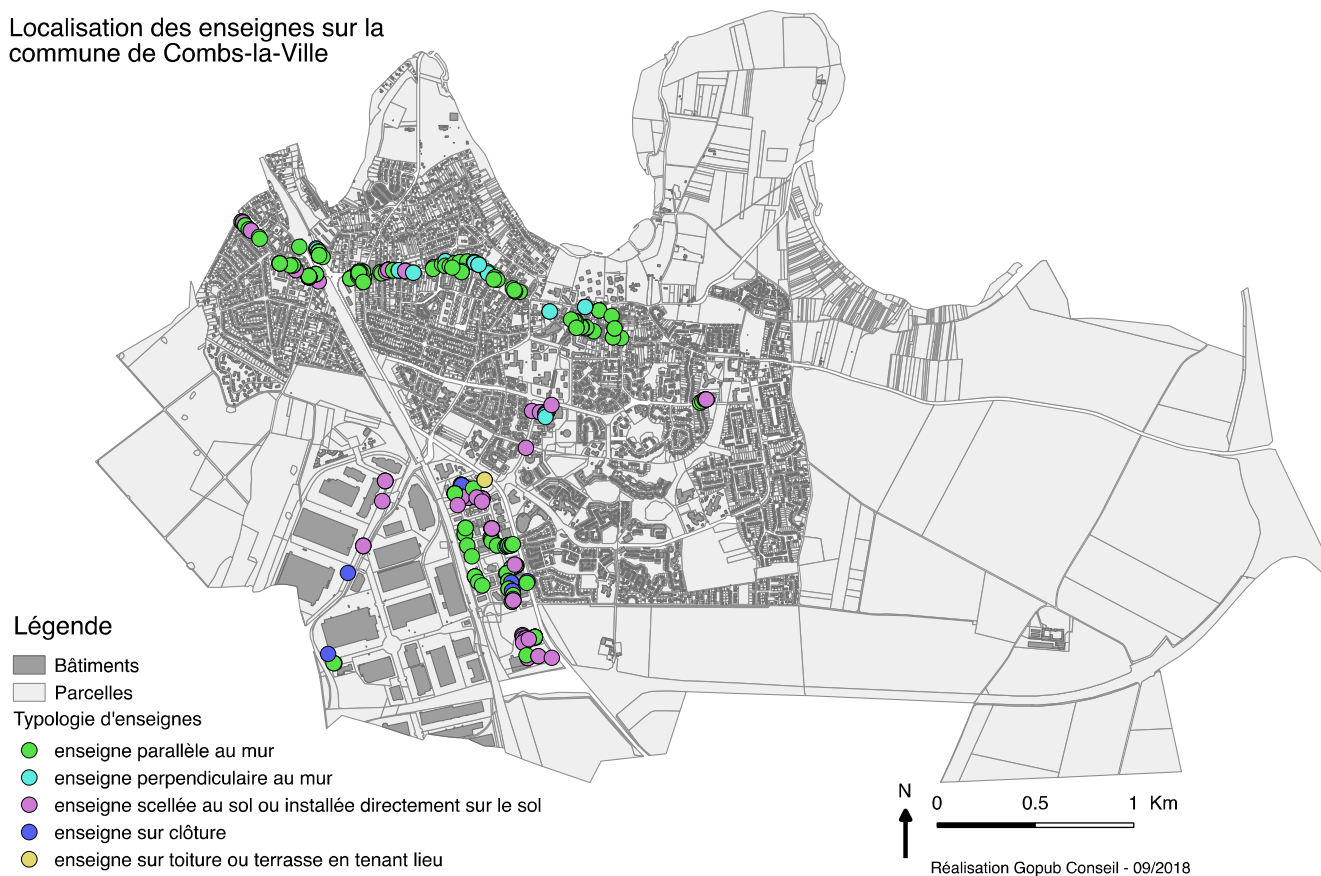 Localisation des enseignes sur la
commune de Combs-la-Ville
Légende
Bâtiments
Parcelles
Typologie d'enseignes
enseigne parallèle au mur
enseigne perpendiculaire au mur
enseigne scellée au sol ou installée directement sur le sol
enseigne sur clôture
enseigne sur toiture ou terrasse en tenant lieu
N
0 0.5 1 Km
Réalisation Gopub Conseil - 09/2018